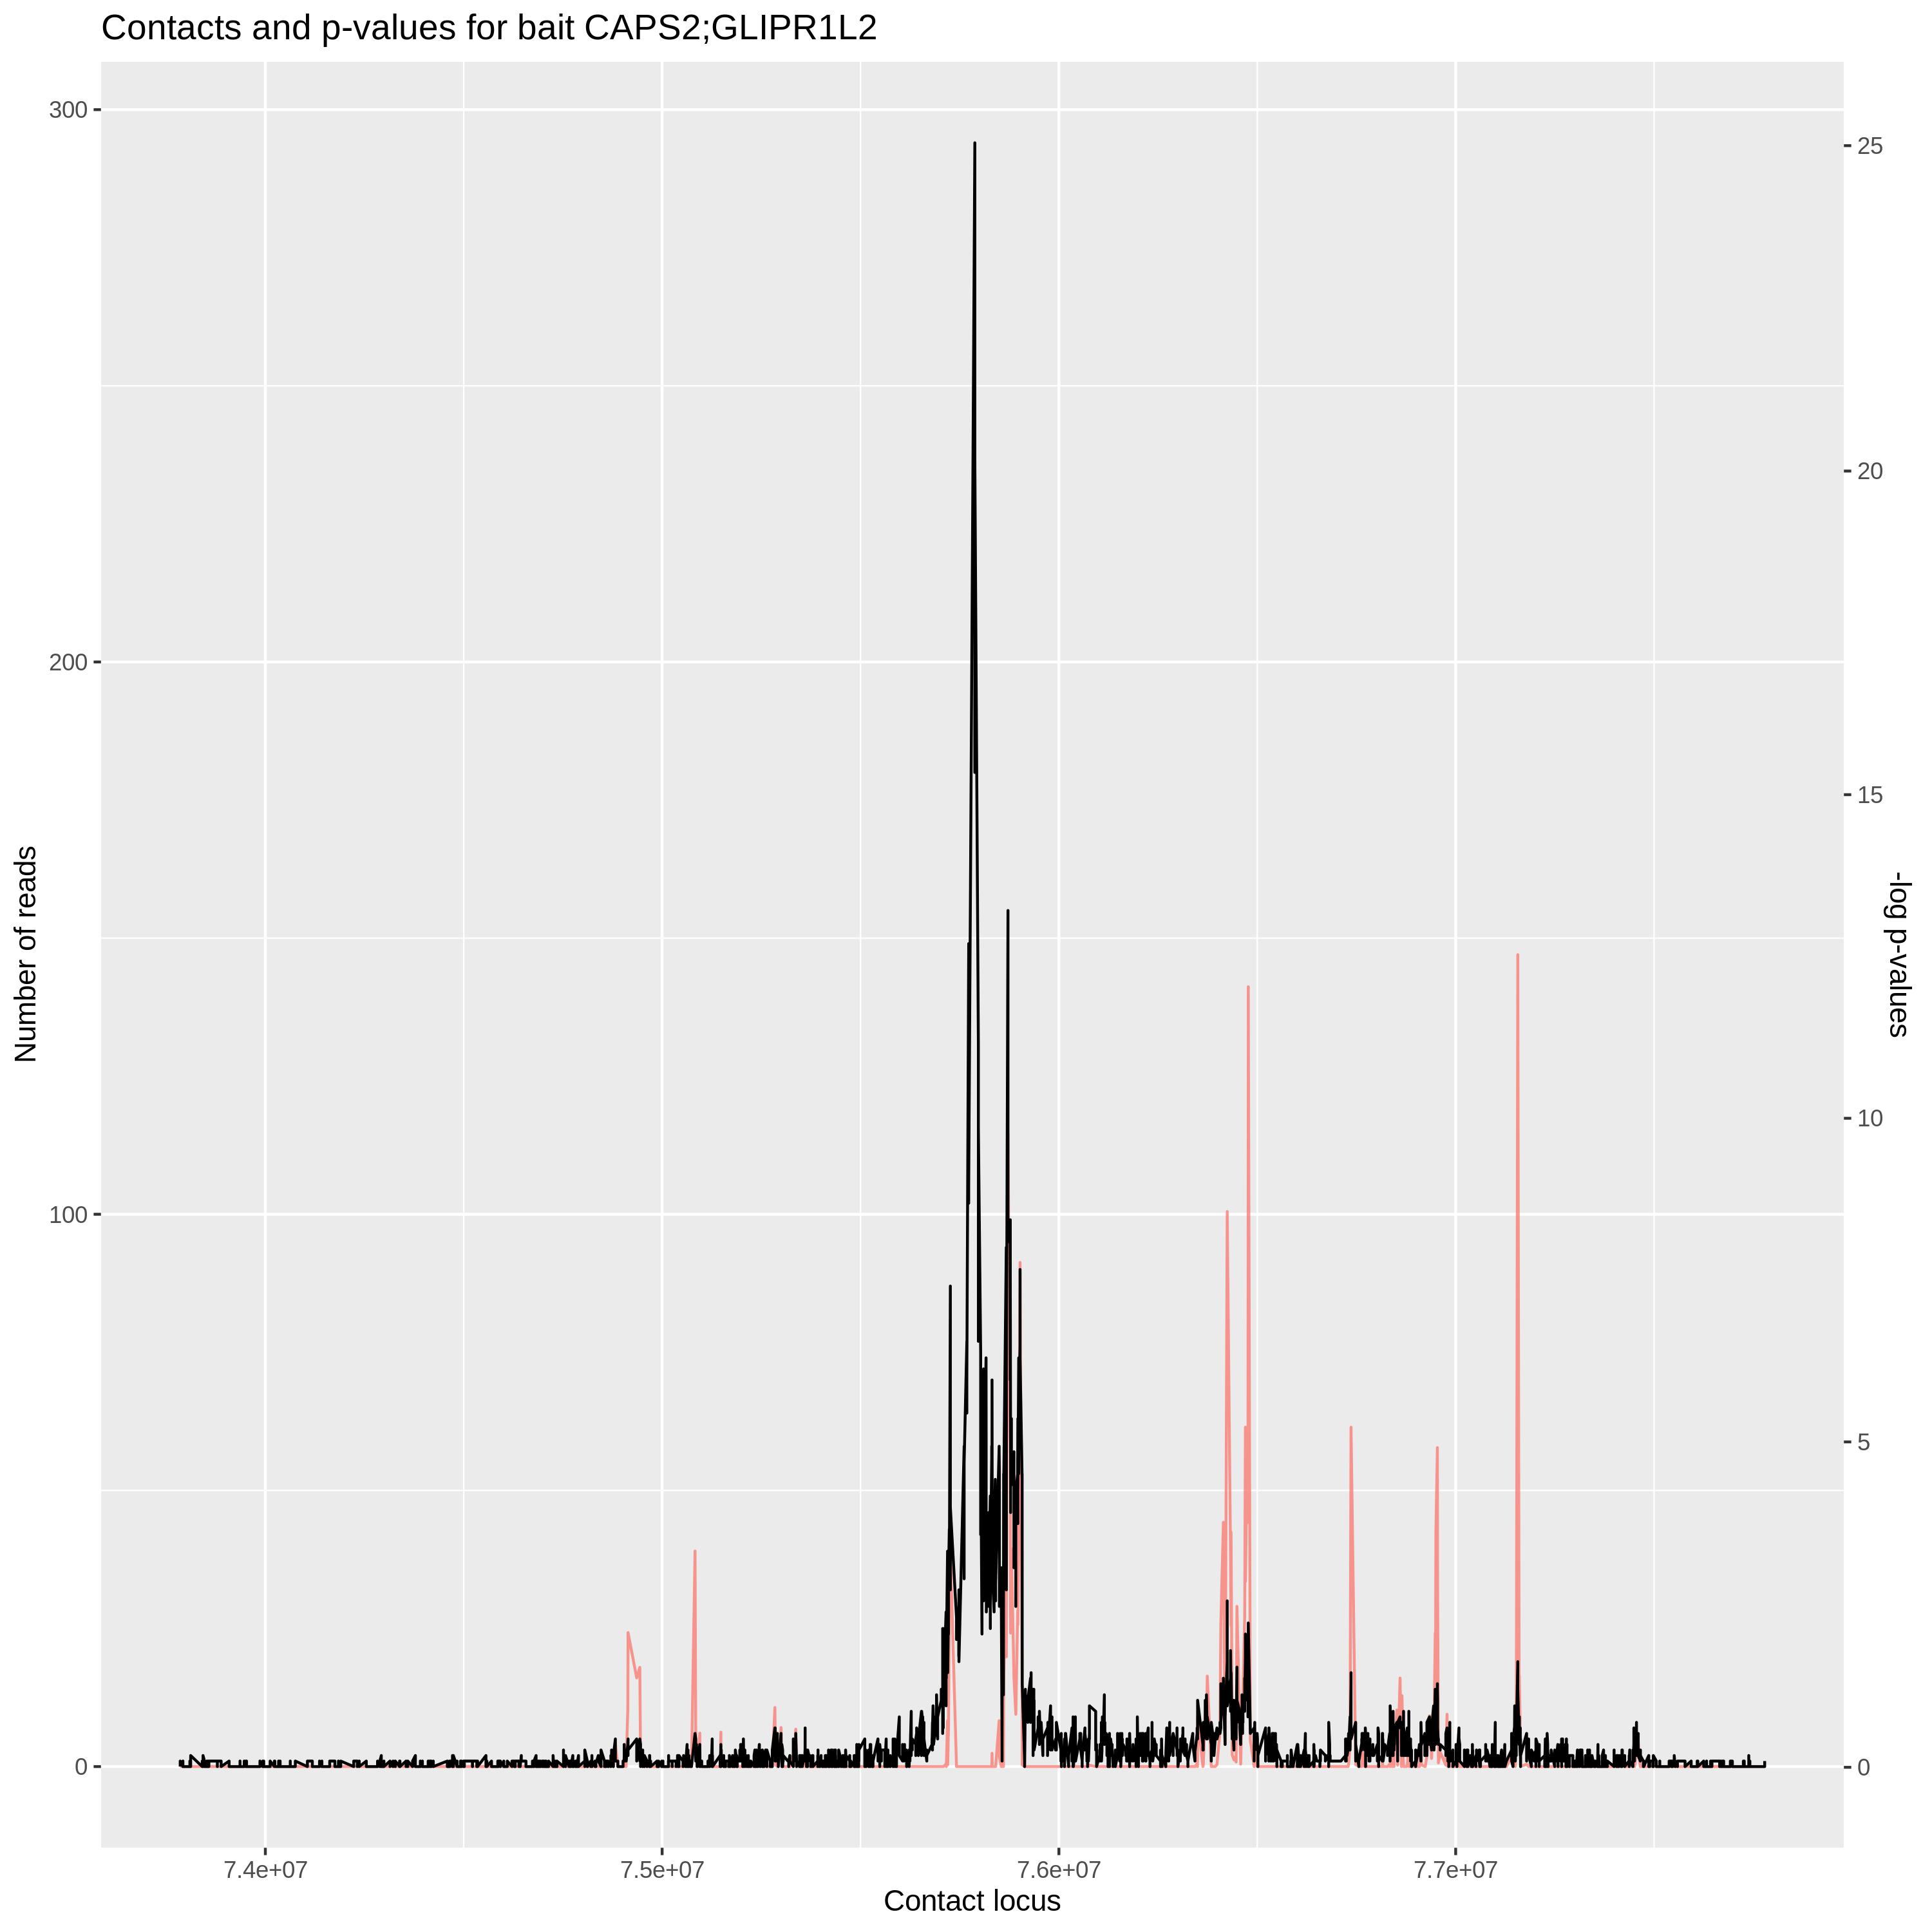 Contacts and p-values for bait CAPS2;GLIPR1L2
300
200
100
0
Number of reads
25
20
15
10
5
0
-log p-values
7.4e+07
7.5e+07
7.6e+07
7.7e+07
Contact locus